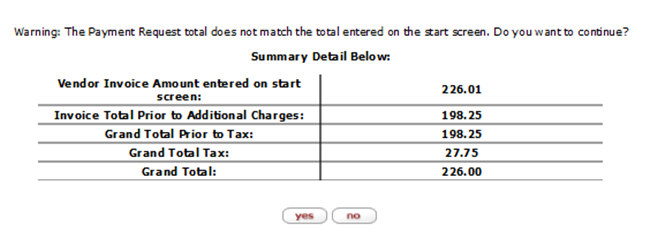 Warning: The Payment Request total does not match the total entered on the start screen. Do you want to continue?
Summary Detail Below:
Vendor Invoice Amount entered on start
screen:
226.01
Invoice Total Prior to Additional Charges: 198.25
Grand Total Prior to Tax: 198.25
Grand Total Tax: 27.75
Grand Total: 226.00
yes no